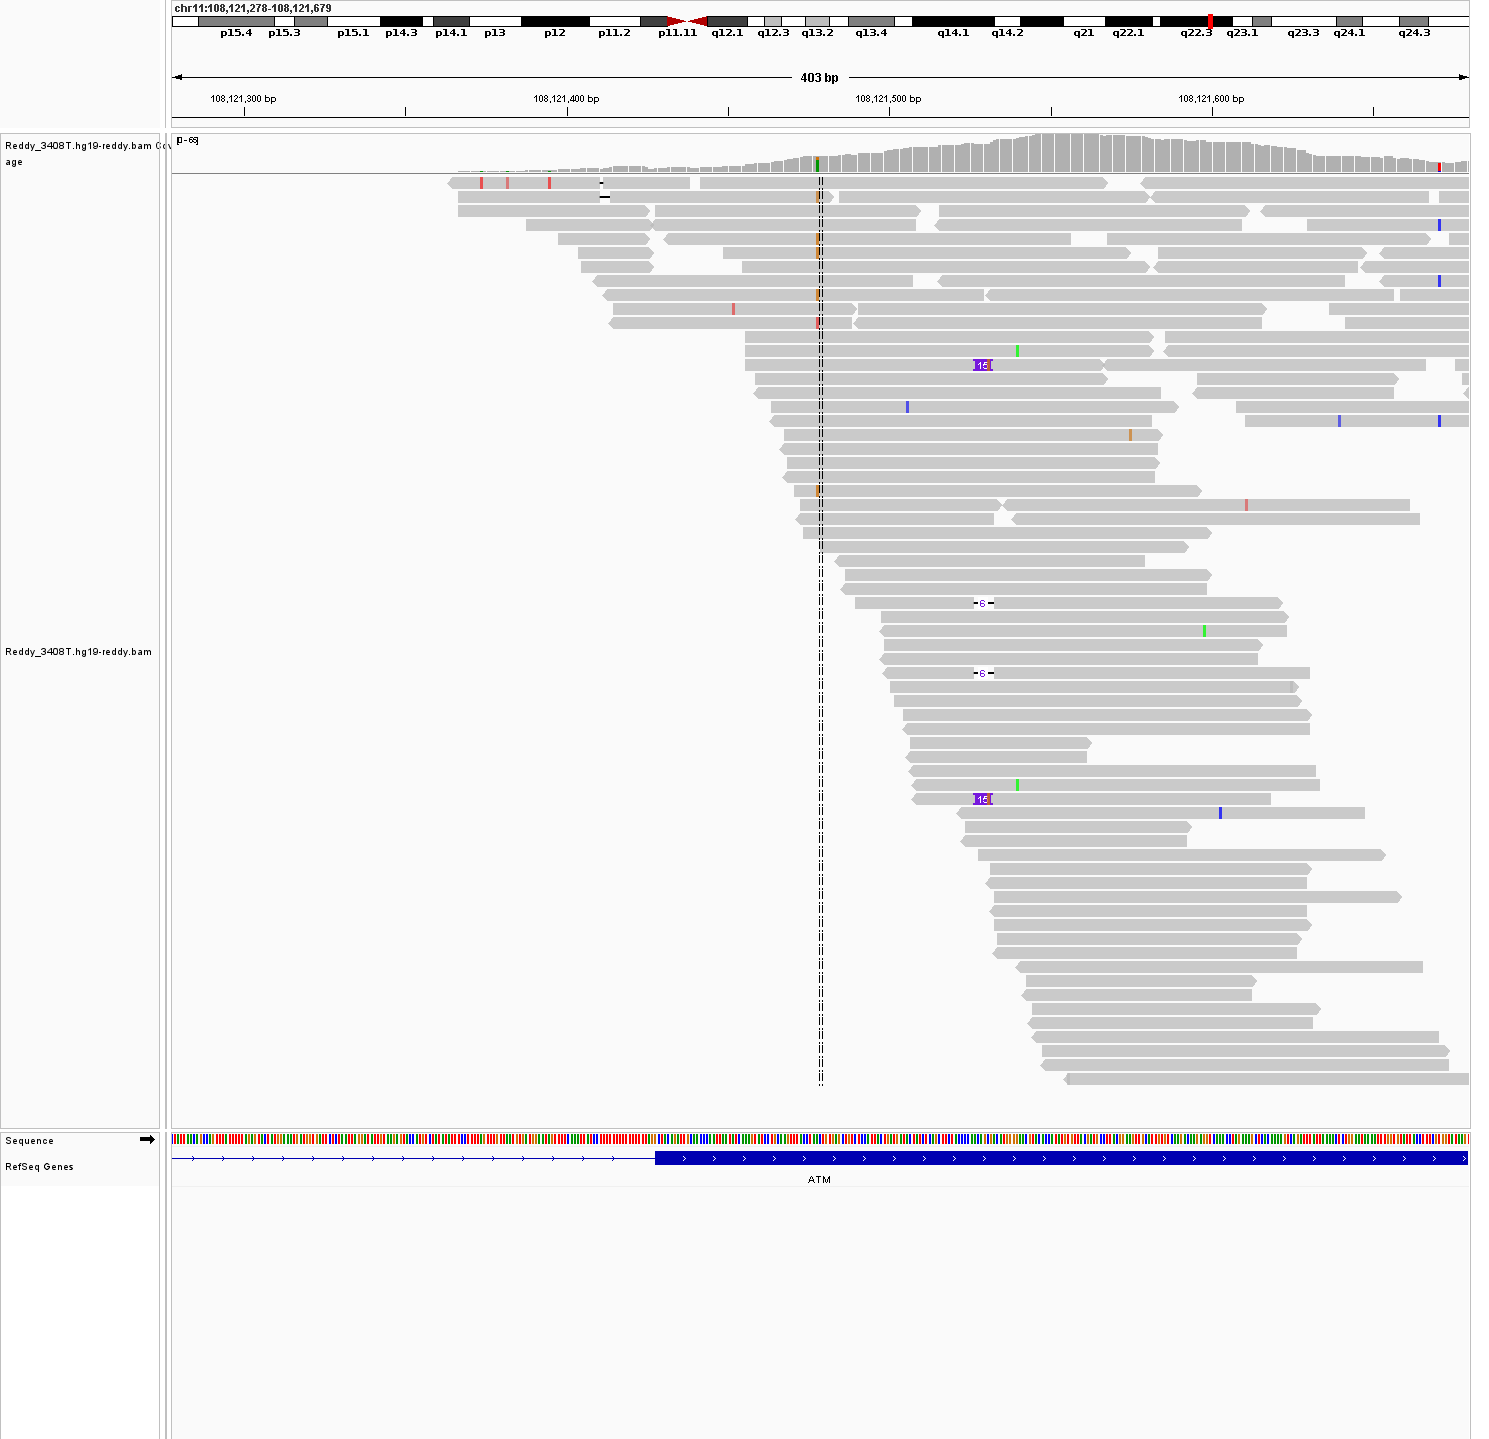 chr11:108,121,278-108,121,679
p15.4 p15.3 p15.1 p14.3 p14.1 p13 p12 p11.2 p11.11 q12.1 q12.3 q13.2 q13.4 q14.1 q14.2 q21 q22.1 q22.3 q23.1 q23.3 q24.1 q24.3
403 bp
108,121,300 bp 108,121,400 bp 108,121,500 bp 108,121,600 bp
Reddy_3408T.hg19-reddy.bam Cov
age
[0 - 69]
15
6
Reddy_3408T.hg19-reddy.bam
6
15
Sequence
RefSeq Genes
ATM